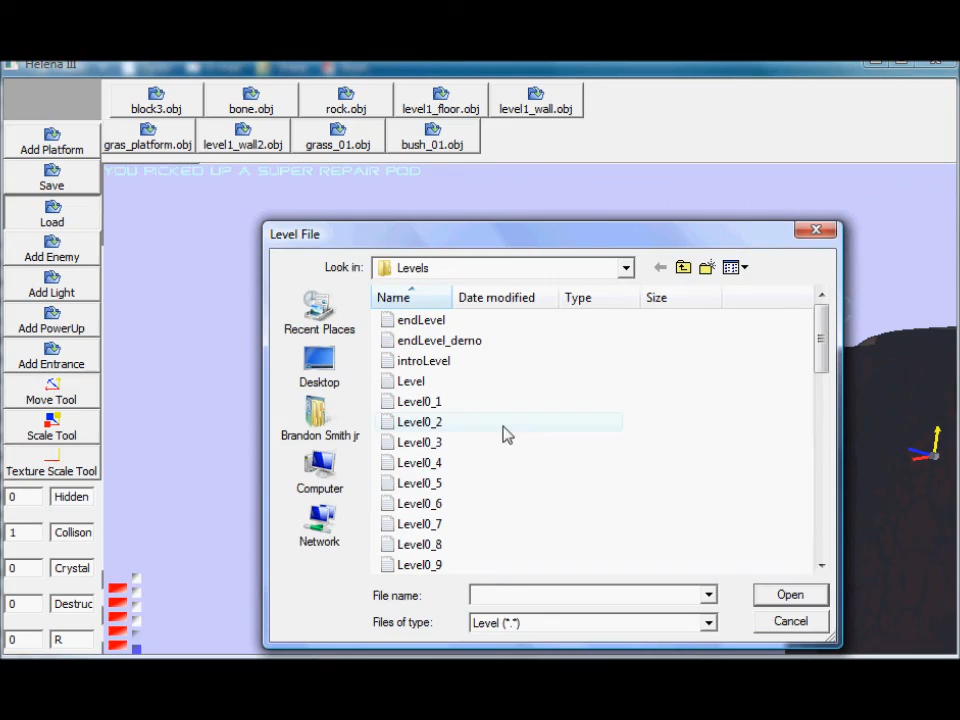 Helena III
block3.obj
bone.obj
rock.obj
level1_floor.obj
level1_wall.obj
gras_platform.obj
level1_wall2.obj
grass_01.obj
bush_01.obj
Add Platform
Save
Load
Add Enemy
Add Light
Add PowerUp
Add Entrance
Move Tool
Scale Tool
Texture Scale Tool
0 Hidden
1 Collison
0 Crystal
0 Destruc
0 R
YOU PICKED UP A SUPER REPAIR POD
Level File
Look in: Levels
Recent Places
Desktop
Brandon Smith jr
Computer
Network
Name Date modified Type Size
endLevel
endLevel_demo
introLevel
Level
Level0_1
Level0_2
Level0_3
Level0_4
Level0_5
Level0_6
Level0_7
Level0_8
Level0_9
File name:
Open
Files of type: Level (*.*)
Cancel